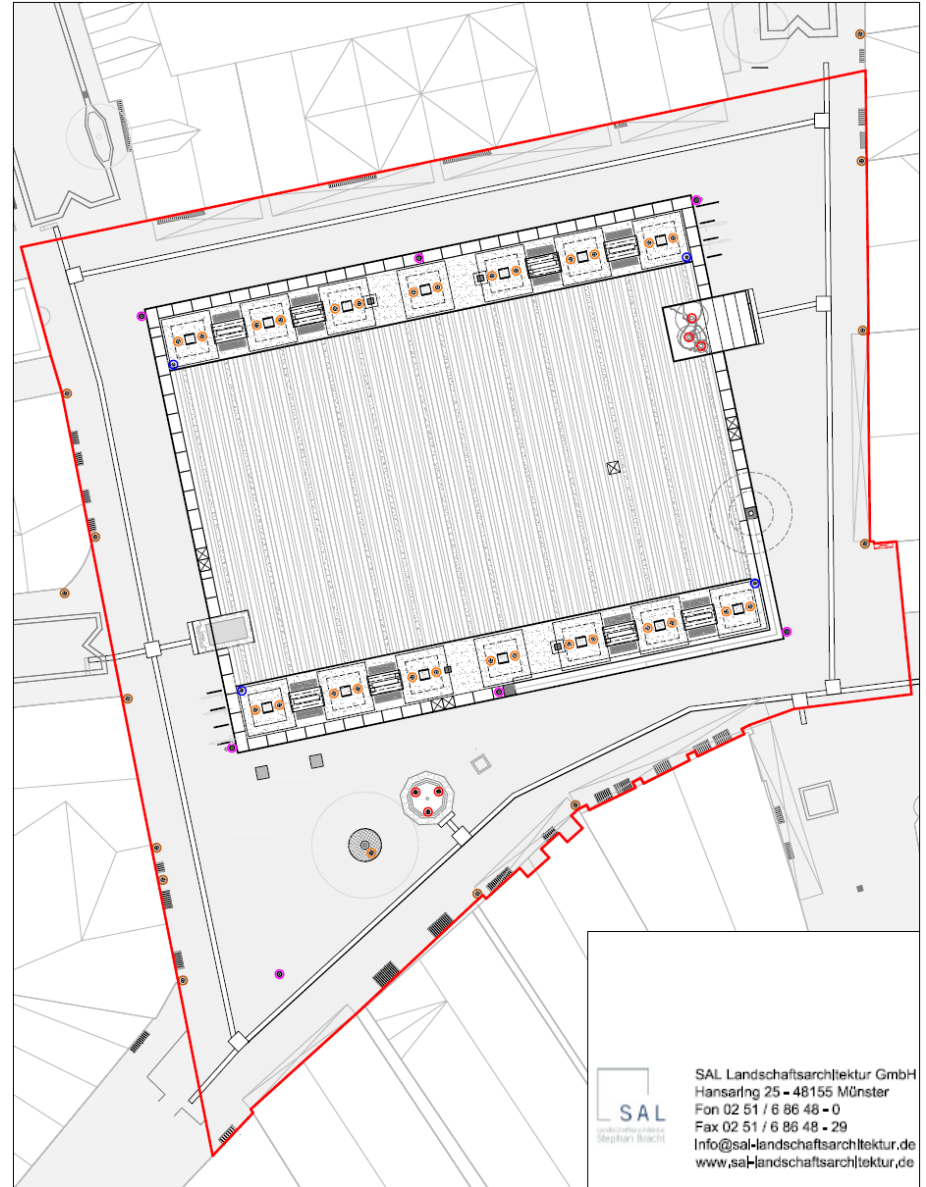 SAL
Landschaftsarchitektur
Stephan Bracht
SAL Landschaftsarchitektur GmbH
Hansaring 25 - 48155 Münster
Fon 02 51 / 6 86 48 - 0
Fax 02 51 / 6 86 48 - 29
Info@sal-landschaftsarchitektur.de
www.sal-landschaftsarchitektur.de